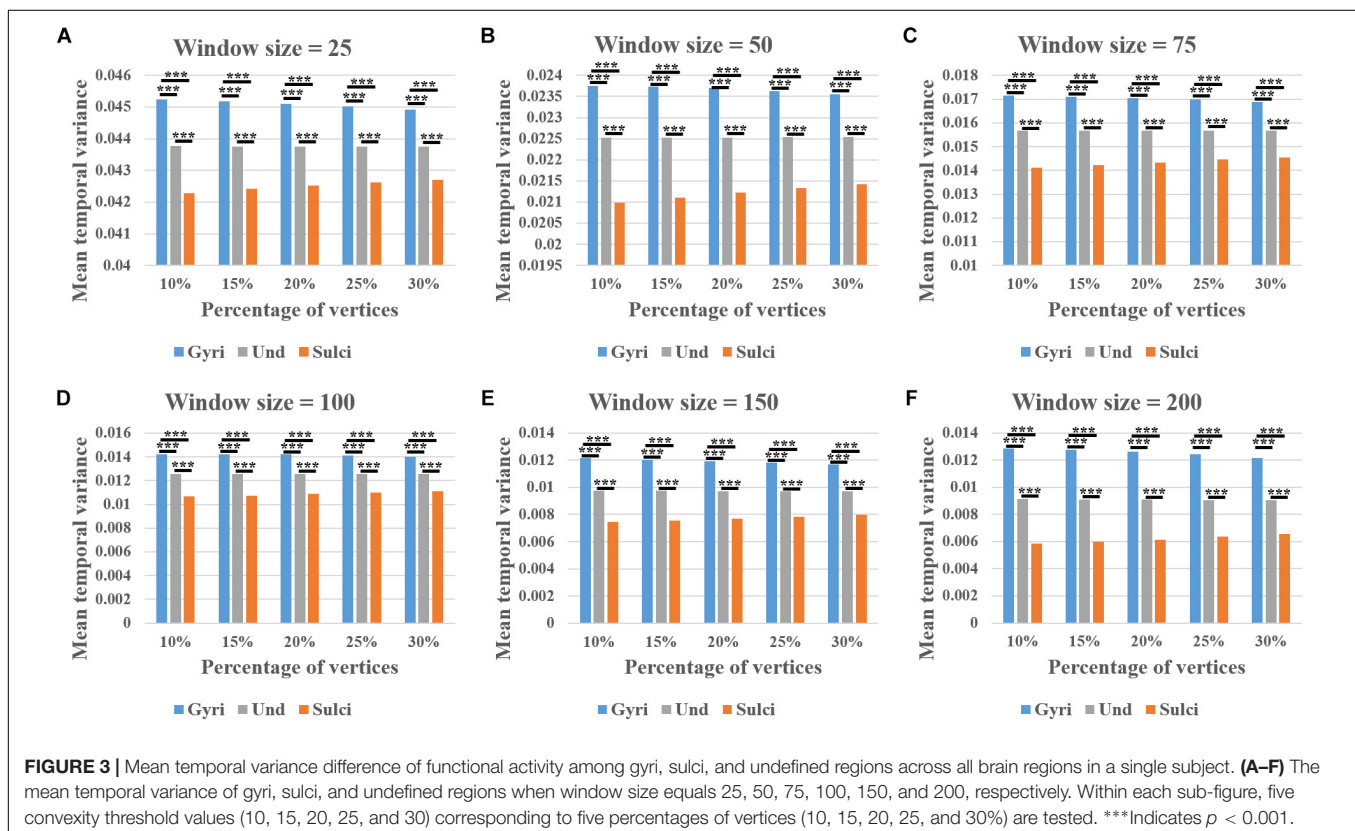 A
Window size = 25
Mean temporal variance
0.046
0.045
0.044
0.043
0.042
0.041
0.04
*** *** *** *** ***
*** *** *** *** ***
*** *** *** *** ***
10% 15% 20% 25% 30%
Percentage of vertices
Gyri Und Sulci
B
Window size = 50
Mean temporal variance
0.024
0.0235
0.023
0.0225
0.022
0.0215
0.021
0.0205
0.02
0.0195
*** *** *** *** ***
*** *** *** *** ***
*** *** *** *** ***
10% 15% 20% 25% 30%
Percentage of vertices
Gyri Und Sulci
C
Window size = 75
Mean temporal variance
0.018
0.017
0.016
0.015
0.014
0.013
0.012
0.011
0.01
*** *** *** *** ***
*** *** *** *** ***
*** *** *** *** ***
10% 15% 20% 25% 30%
Percentage of vertices
Gyri Und Sulci
D
Window size = 100
Mean temporal variance
0.016
0.014
0.012
0.01
0.008
0.006
0.004
0.002
0
*** *** *** *** ***
*** *** *** *** ***
*** *** *** *** ***
10% 15% 20% 25% 30%
Percentage of vertices
Gyri Und Sulci
E
Window size = 150
Mean temporal variance
0.014
0.012
0.01
0.008
0.006
0.004
0.002
0
*** *** *** *** ***
*** *** *** *** ***
*** *** *** *** ***
10% 15% 20% 25% 30%
Percentage of vertices
Gyri Und Sulci
F
Window size = 200
Mean temporal variance
0.014
0.012
0.01
0.008
0.006
0.004
0.002
0
*** *** *** *** ***
*** *** *** *** ***
*** *** *** *** ***
10% 15% 20% 25% 30%
Percentage of vertices
Gyri Und Sulci
FIGURE 3 | Mean temporal variance difference of functional activity among gyri, sulci, and undefined regions across all brain regions in a single subject. (A–F) The
mean temporal variance of gyri, sulci, and undefined regions when window size equals 25, 50, 75, 100, 150, and 200, respectively. Within each sub-figure, five
convexity threshold values (10, 15, 20, 25, and 30) corresponding to five percentages of vertices (10, 15, 20, 25, and 30%) are tested. ***Indicates p < 0.001.